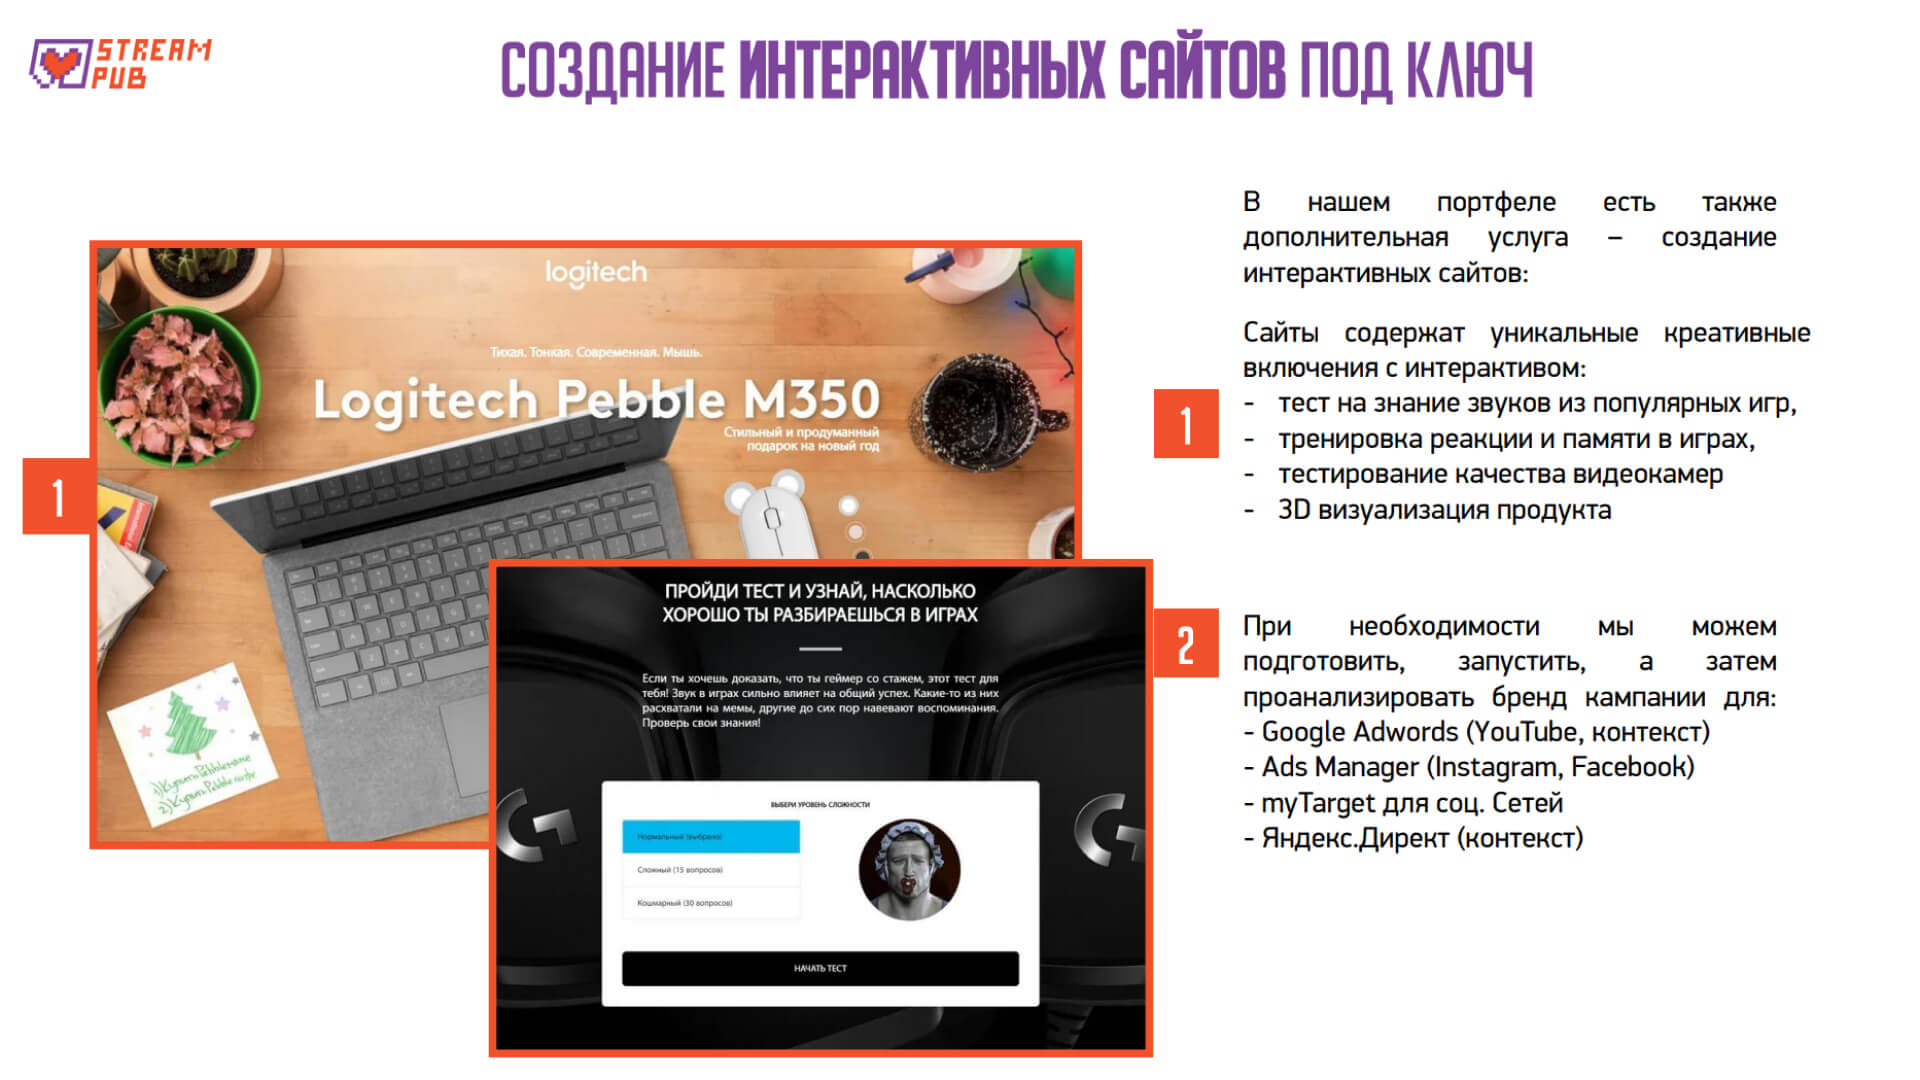 STREAM
PUB
СОЗДАНИЕ ИНТЕРАКТИВНЫХ САЙТОВ ПОД КЛЮЧ
1
logitech
Тихая. Тонкая. Современная. Мышь.
Logitech Pebble M350
Стильный и продуманный
подарок на новый год
ПРОЙДИ ТЕСТ И УЗНАЙ, НАСКОЛЬКО
ХОРОШО ТЫ РАЗБИРАЕШЬСЯ В ИГРАХ
Если ты хочешь доказать, что ты геймер со стажем, этот тест для
тебя! Звук в играх сильно влияет на общий успех. Какие-то из них
расхватали на мемы, другие до сих пор навевают воспоминания.
Проверь свои знания!
ВЫБЕРИ УРОВЕНЬ СЛОЖНОСТИ
Нормальный (выбрано)
Сложный (15 вопросов)
Кошмарный (30 вопросов)
НАЧАТЬ ТЕСТ
В нашем портфеле есть также
дополнительная услуга – создание
интерактивных сайтов:
1
Сайты содержат уникальные креативные
включения с интерактивом:
- тест на знание звуков из популярных игр,
- тренировка реакции и памяти в играх,
- тестирование качества видеокамер
- 3D визуализация продукта
2
При необходимости мы можем
подготовить, запустить, а затем
проанализировать бренд кампании для:
- Google Adwords (YouTube, контекст)
- Ads Manager (Instagram, Facebook)
- myTarget для соц. Сетей
- Яндекс.Директ (контекст)